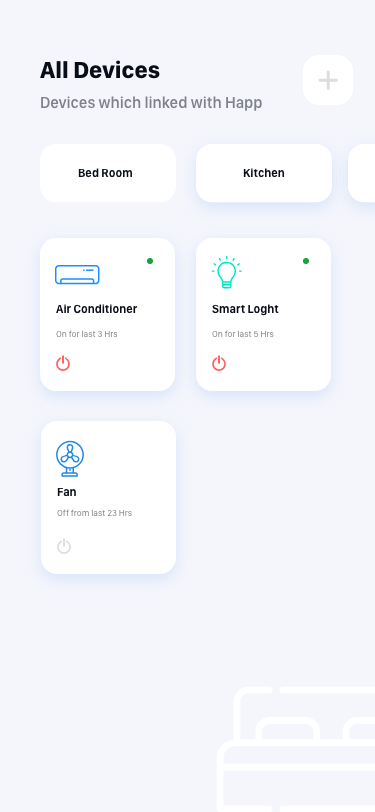 All Devices
Devices which linked with Happ
Bed Room
Kitchen
Air Conditioner
Smart Loght
On for last 3 Hrs
On for last 5 Hrs
Fan
Off from last 23 Hrs